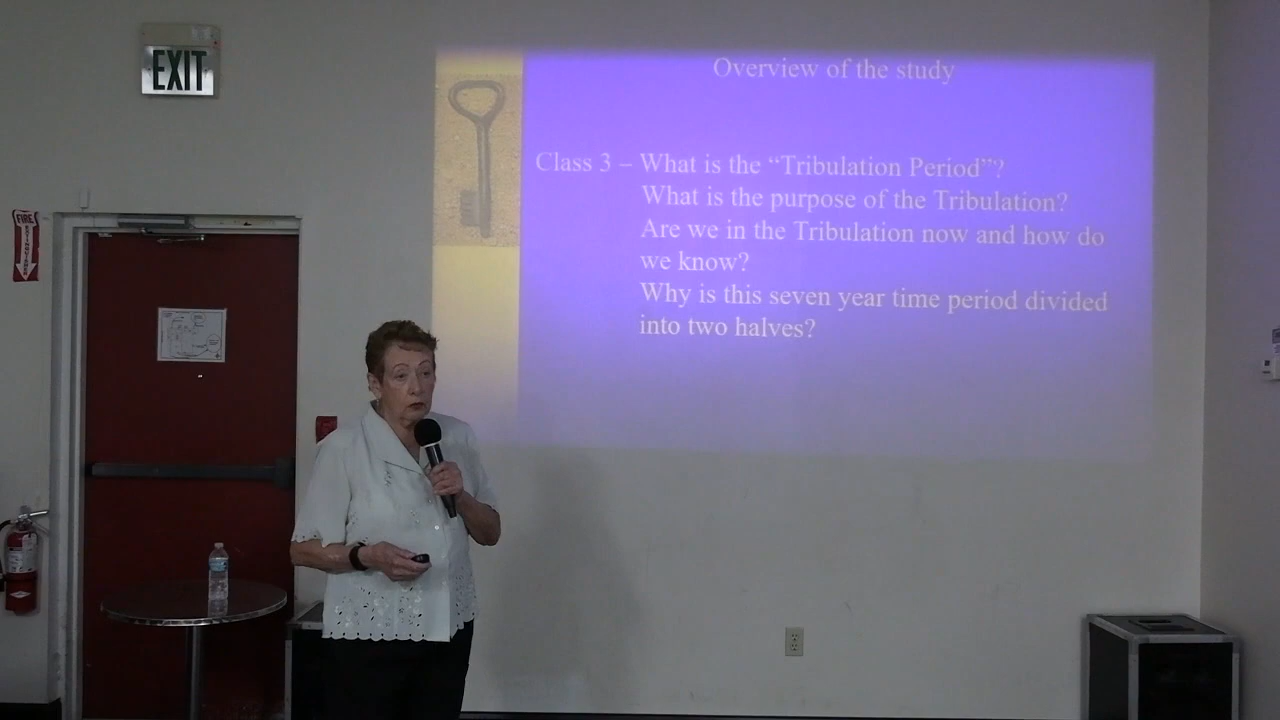 EXIT
Overview of the study
Class 3 – What is the “Tribulation Period”?
What is the purpose of the Tribulation?
Are we in the Tribulation now and how do
we know?
Why is this seven year time period divided
into two halves?
FIRE